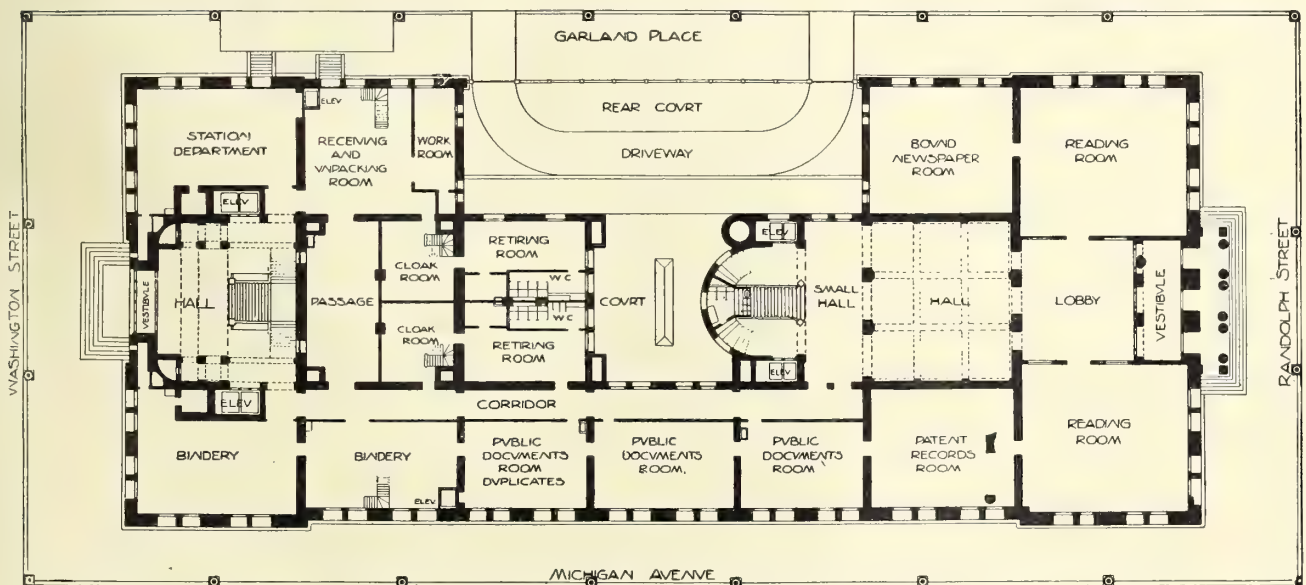 GARLAND PLACE
REAR COURT
DRIVEWAY
STATION
DEPARTMENT
ELEV
RECEIVING
AND
VNPACKING
ROOM
WORK
ROOM
BOVND
NEWSPAPER
ROOM
READING
ROOM
WASHINGTON STREET
VESTIBVLE
HALL
ELEV
ELEV
PASSAGE
CLOAK
ROOM
CLOAK
ROOM
RETIRING
ROOM
W C
W C
RETIRING
ROOM
COURT
ELEV
ELEV
SMALL
HALL
HALL
LOBBY
VESTIBVLE
RANDOLPH STREET
CORRIDOR
BINDERY
BINDERY
ELEV
PVBLIC
DOCVMENTS
ROOM
DVPLICATES
PVBLIC
DOCVMENTS
ROOM.
PVBLIC
DOCVMENTS
ROOM
PATENT
RECORDS
ROOM
READING
ROOM
MICHIGAN AVENVE